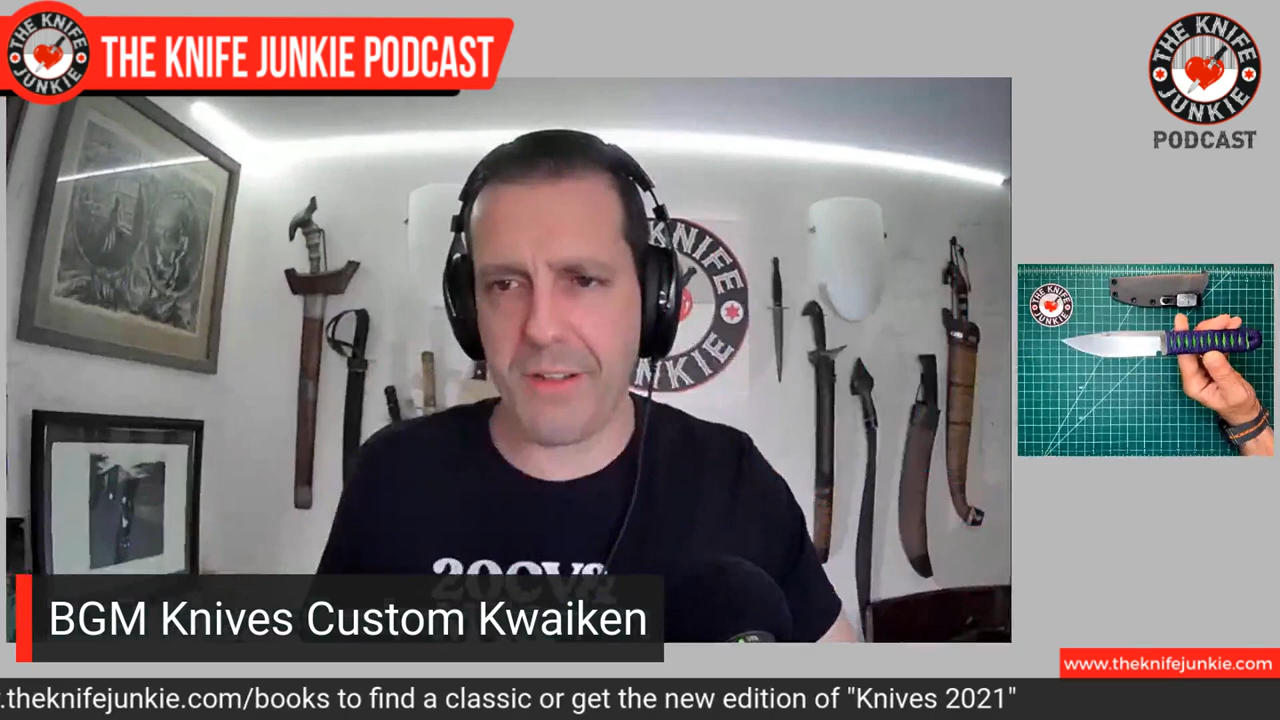 THE KNIFE JUNKIE
THE KNIFE JUNKIE PODCAST
THE KNIFE JUNKIE
PODCAST
KNIFE
JUNKIE
THE KNIFE JUNKIE
20CV&
BGM Knives Custom Kwaiken
www.theknifejunkie.com
.theknifejunkie.com/books to find a classic or get the new edition of "Knives 2021"